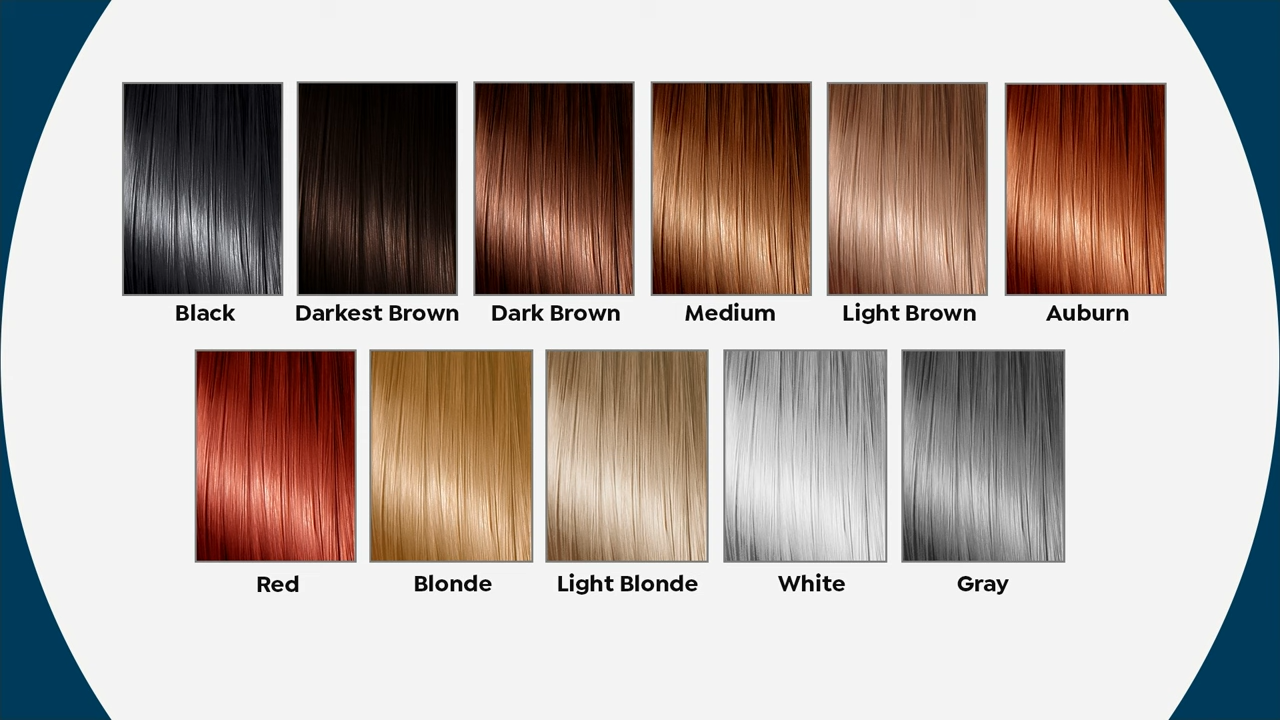 Black
Darkest Brown
Dark Brown
Medium
Light Brown
Auburn
Red
Blonde
Light Blonde
White
Gray